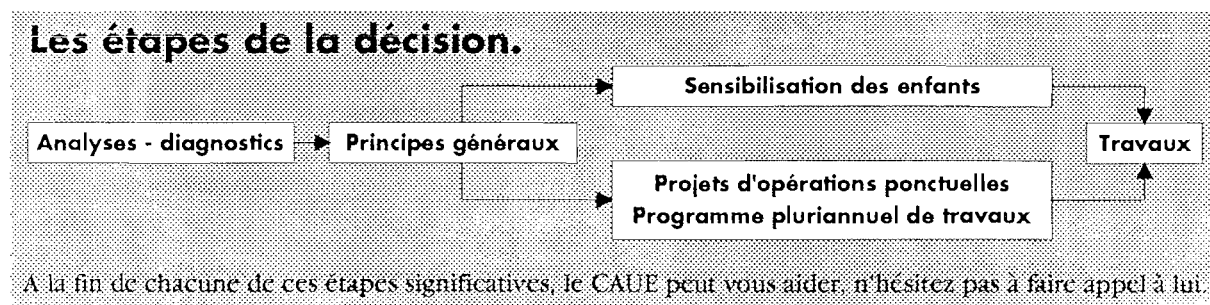 Les étapes de la décision.
Sensibilisation des enfants
Analyses - diagnostics
Principes généraux
Travaux
Projets d'opérations ponctuelles
Programme pluriannuel de travaux
A la fin de chacune de ces étapes significatives, le CAUE peut vous aider, n'hésitez pas à faire appel à lui.